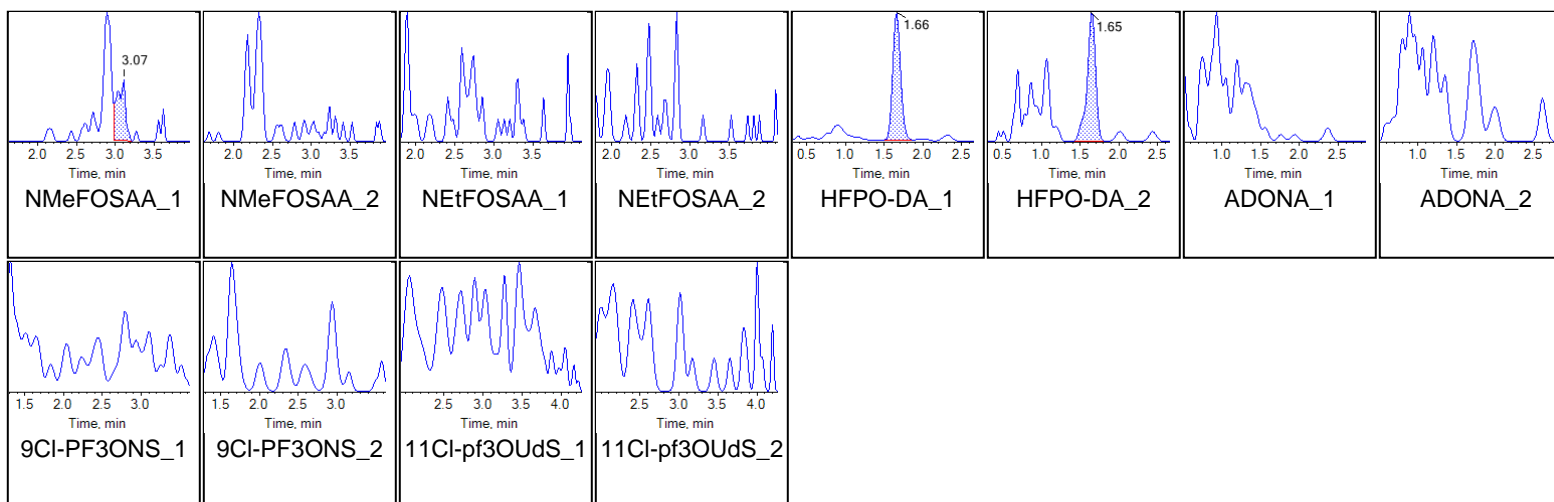 3.07
1.66
1.65
2.0 2.5 3.0 3.5
2.0 2.5 3.0 3.5
2.0 2.5 3.0 3.5
2.0 2.5 3.0 3.5
0.5 1.0 1.5 2.0 2.5
0.5 1.0 1.5 2.0 2.5
1.0 1.5 2.0 2.5
1.0 1.5 2.0 2.5
Time, min
Time, min
Time, min
Time, min
Time, min
Time, min
Time, min
Time, min
NMeFOSAA_1
NMeFOSAA_2
NEtFOSAA_1
NEtFOSAA_2
HFPO-DA_1
HFPO-DA_2
ADONA_1
ADONA_2
1.5 2.0 2.5 3.0
1.5 2.0 2.5 3.0
2.5 3.0 3.5 4.0
2.5 3.0 3.5 4.0
Time, min
Time, min
Time, min
Time, min
9Cl-PF3ONS_1
9Cl-PF3ONS_2
11Cl-pf3OUdS_1
11Cl-pf3OUdS_2